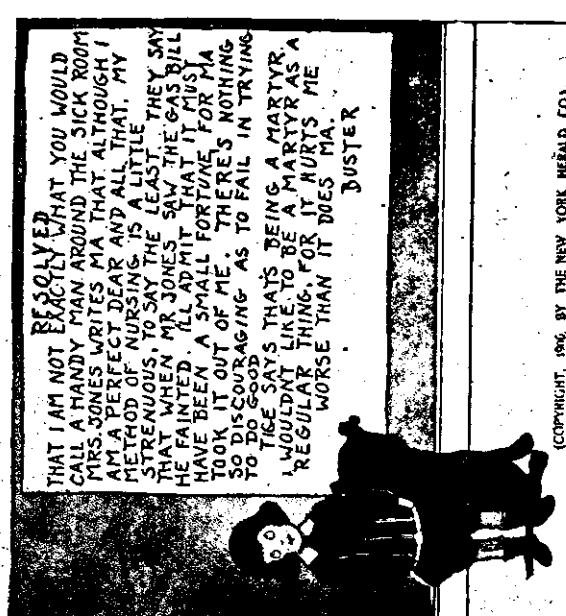 RESOLVED
THAT I AM NOT EXACTLY WHAT YOU WOULD
CALL A HANDY MAN AROUND THE SICK ROOM
MRS. JONES WRITES MA THAT ALTHOUGH I
AM A PERFECT DEAR AND ALL THAT, MY
METHOD OF NURSING IS A LITTLE
STRENUOUS, TO SAY THE LEAST. THEY SAY
THAT WHEN MR JONES SAW THE GAS BILL
HE FAINTED. I'LL ADMIT THAT IT MUST
HAVE BEEN A SMALL FORTUNE FOR MA
TOOK IT OUT OF ME. THERE'S NOTHING
SO DISCOURAGING AS TO FAIL IN TRYING
TO DO GOOD
TIGE SAYS THATS BEING A MARTYR.
I WOULDNT LIKE TO BE A MARTYR AS A
REGULAR THING, FOR IT HURTS ME
WORSE THAN IT DOES MA.
BUSTER
(COPYRIGHT, 1906, BY THE NEW YORK HERALD CO.)